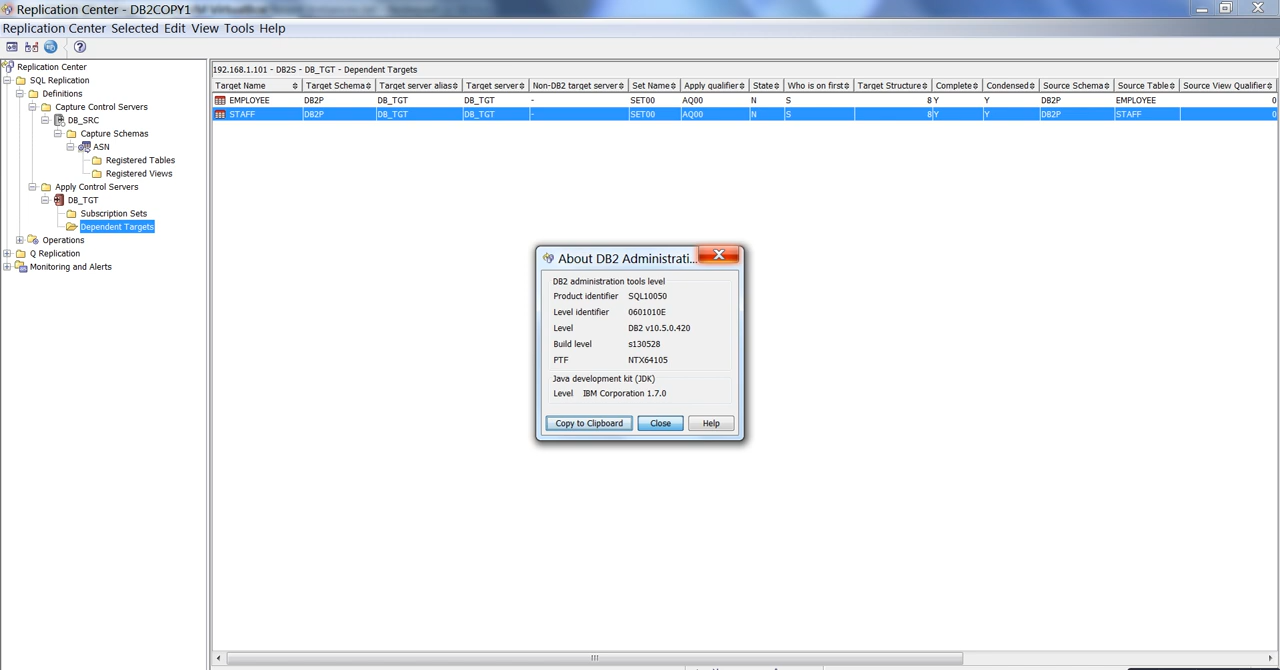 Replication Center - DB2COPY1
Replication Center Selected Edit View Tools Help
Replication Center
SQL Replication
Definitions
Capture Control Servers
DB_SRC
Capture Schemas
ASN
Registered Tables
Registered Views
Apply Control Servers
DB_TGT
Subscription Sets
Dependent Targets
Operations
Q Replication
Monitoring and Alerts
192.168.1.101 - DB2S - DB_TGT - Dependent Targets
Target Name Target Schema Target server alias Target server Non-DB2 target server Set Name Apply qualifier State Who is on first Target Structure Complete Condensed Source Schema Source Table Source View Qualifier
EMPLOYEE DB2P DB_TGT DB_TGT - SET00 AQ00 N S 8 Y Y DB2P EMPLOYEE 0
STAFF DB2P DB_TGT DB_TGT - SET00 AQ00 N S 8 Y Y DB2P STAFF 0
About DB2 Administrati...
DB2 administration tools level
Product identifier SQL10050
Level identifier 0601010E
Level DB2 v10.5.0.420
Build level s130528
PTF NTX64105
Java development kit (JDK)
Level IBM Corporation 1.7.0
Copy to Clipboard Close Help